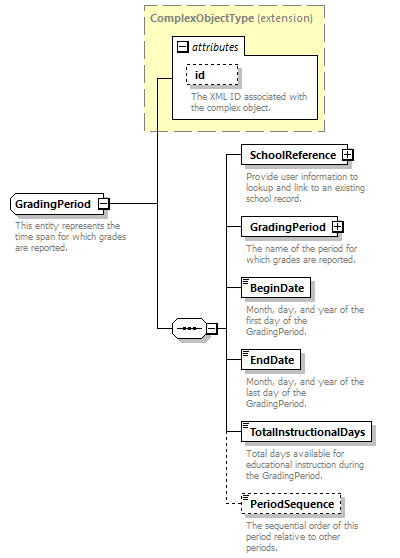 ComplexObjectType (extension)
attributes
id
The XML ID associated with
the complex object.
GradingPeriod
This entity represents the
time span for which grades
are reported.
SchoolReference
Provide user information to
lookup and link to an existing
school record.
GradingPeriod
The name of the period for
which grades are reported.
BeginDate
Month, day, and year of the
first day of the
GradingPeriod.
EndDate
Month, day, and year of the
last day of the
GradingPeriod.
TotalInstructionalDays
Total days available for
educational instruction during
the GradingPeriod.
PeriodSequence
The sequential order of this
period relative to other
periods.